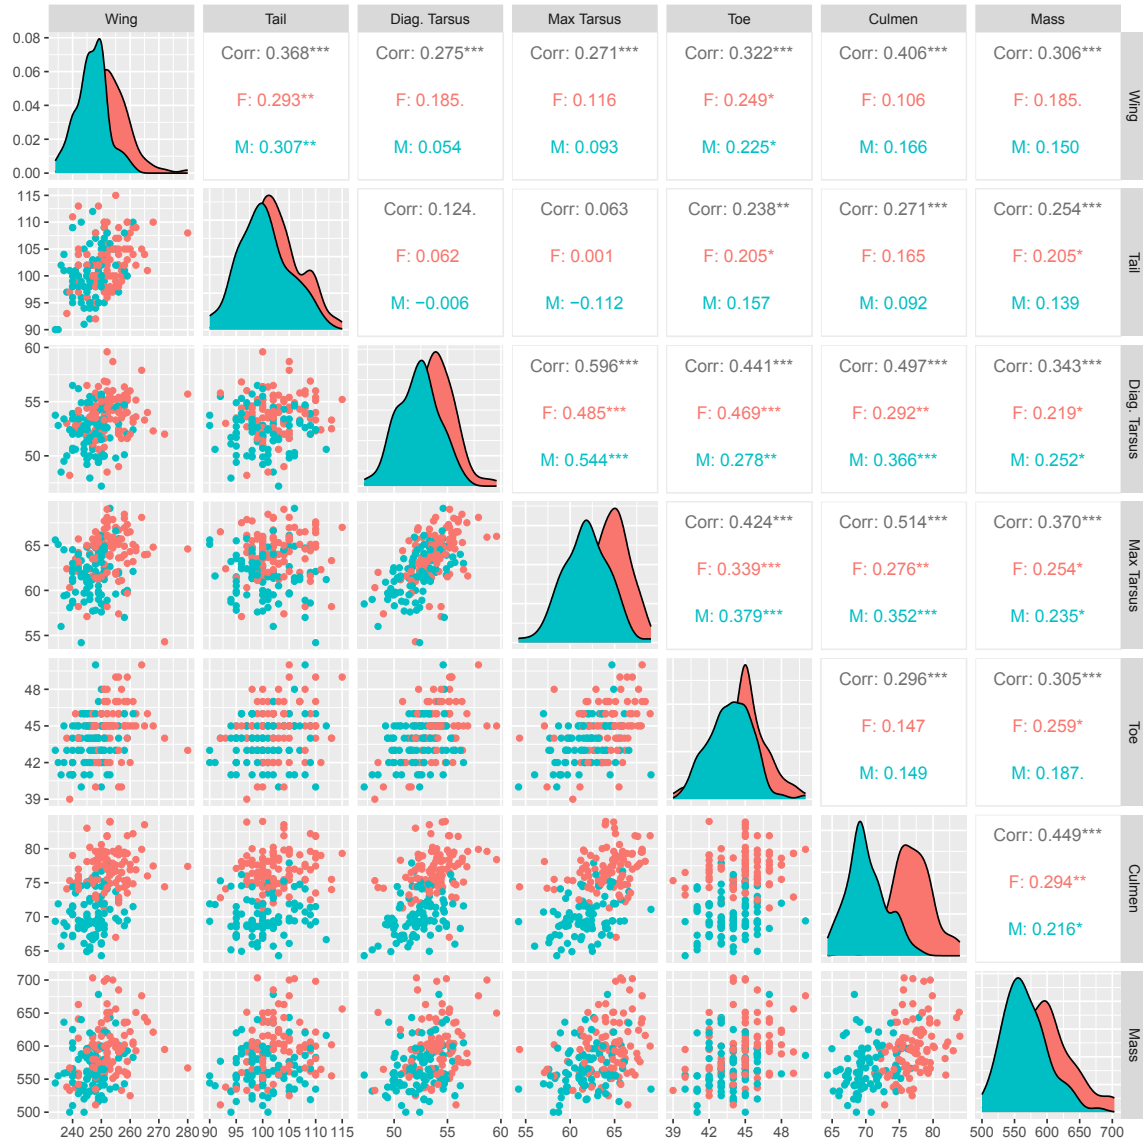 Wing Tail Diag. Tarsus Max Tarsus Toe Culmen Mass
0.08
0.06
0.04
0.02
0.00
Corr: 0.368*** Corr: 0.275*** Corr: 0.271*** Corr: 0.322*** Corr: 0.406*** Corr: 0.306***
F: 0.293** F: 0.185. F: 0.116 F: 0.249* F: 0.106 F: 0.185.
M: 0.307** M: 0.054 M: 0.093 M: 0.225* M: 0.166 M: 0.150
Wing
115
110
105
100
95
90
Corr: 0.124. Corr: 0.063 Corr: 0.238** Corr: 0.271*** Corr: 0.254***
F: 0.062 F: 0.001 F: 0.205* F: 0.165 F: 0.205*
M: −0.006 M: −0.112 M: 0.157 M: 0.092 M: 0.139
Tail
60
55
50
Corr: 0.596*** Corr: 0.441*** Corr: 0.497*** Corr: 0.343***
F: 0.485*** F: 0.469*** F: 0.292** F: 0.219*
M: 0.544*** M: 0.278** M: 0.366*** M: 0.252*
Diag. Tarsus
65
60
55
Corr: 0.424*** Corr: 0.514*** Corr: 0.370***
F: 0.339*** F: 0.276** F: 0.254*
M: 0.379*** M: 0.352*** M: 0.235*
Max Tarsus
48
45
42
39
Corr: 0.296*** Corr: 0.305***
F: 0.147 F: 0.259*
M: 0.149 M: 0.187.
Toe
80
75
70
65
Corr: 0.449***
F: 0.294**
M: 0.216*
Culmen
700
650
600
550
500
Mass
240 250 260 270 280 90 95 100 105 110 115 50 55 60 55 60 65 39 42 45 48 65 70 75 80 500 550 600 650 700